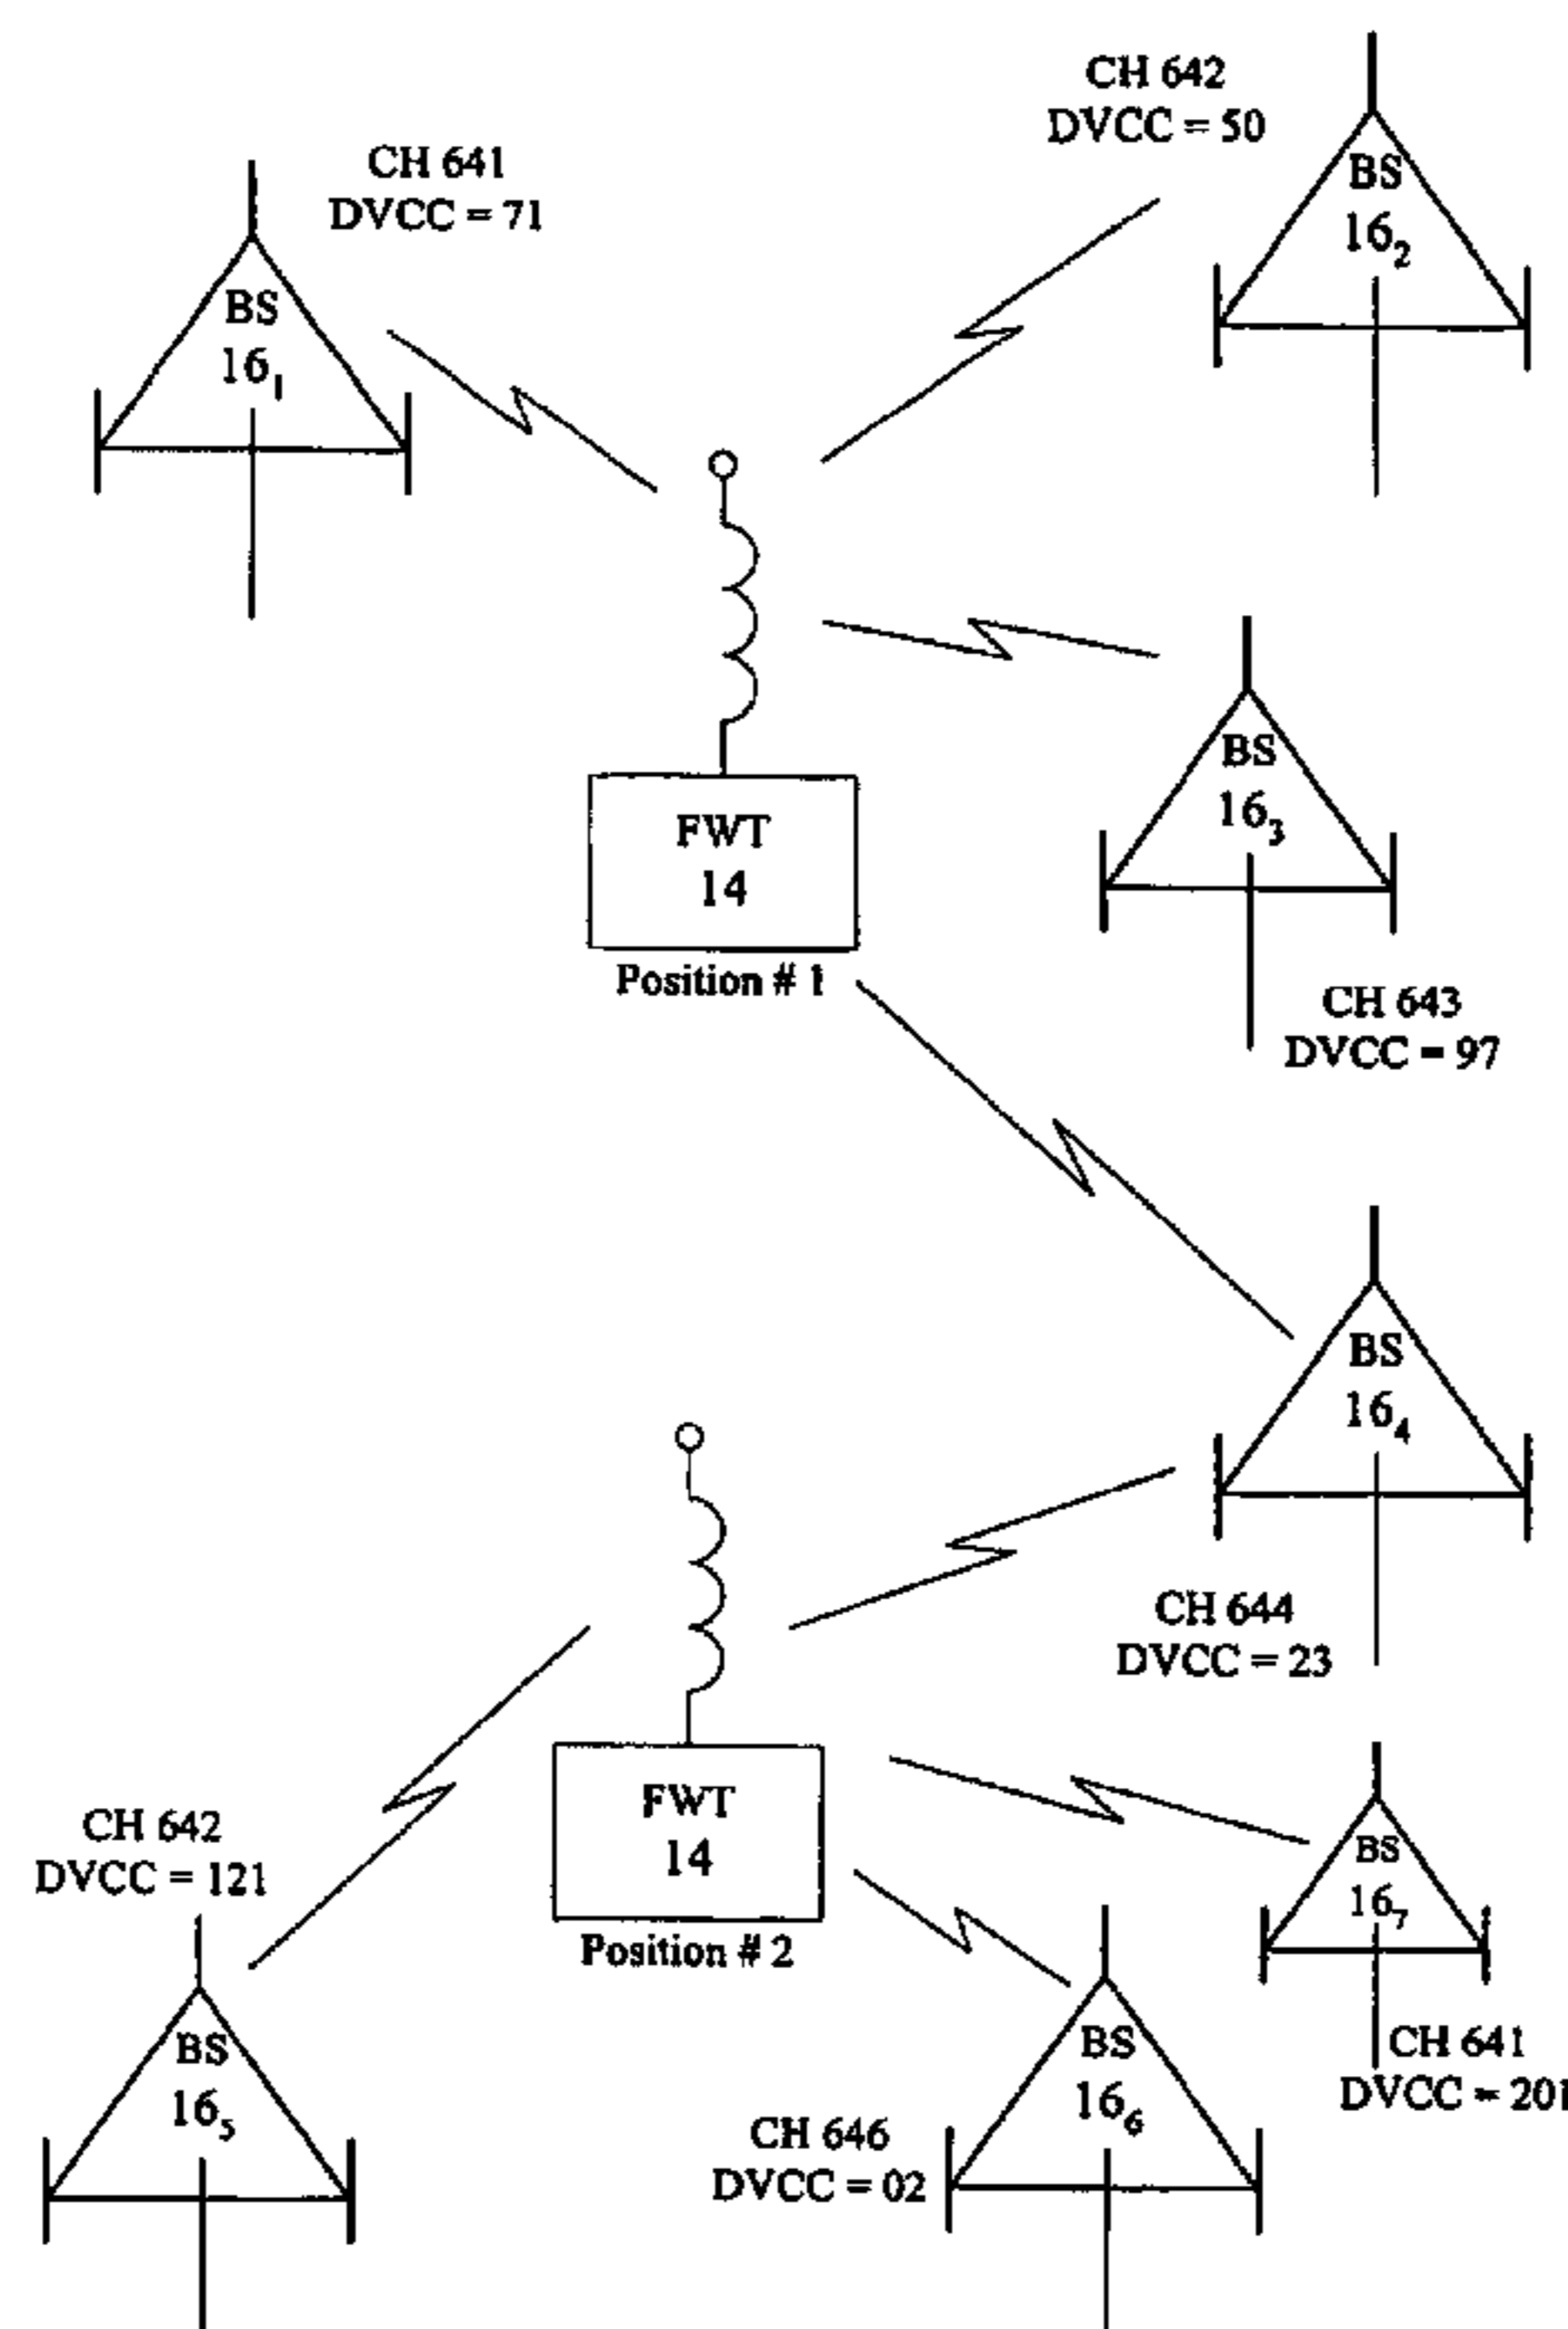 CH 642
DVCC = 50
BS
16₂
CH 641
DVCC = 71
BS
16₁
BS
16₃
FWT
14
Position # 1
CH 643
DVCC = 97
BS
16₄
CH 644
DVCC = 23
FWT
14
Position # 2
CH 642
DVCC = 121
BS
16₇
BS
16₅
BS
16₆
CH 641
DVCC = 201
CH 646
DVCC = 02